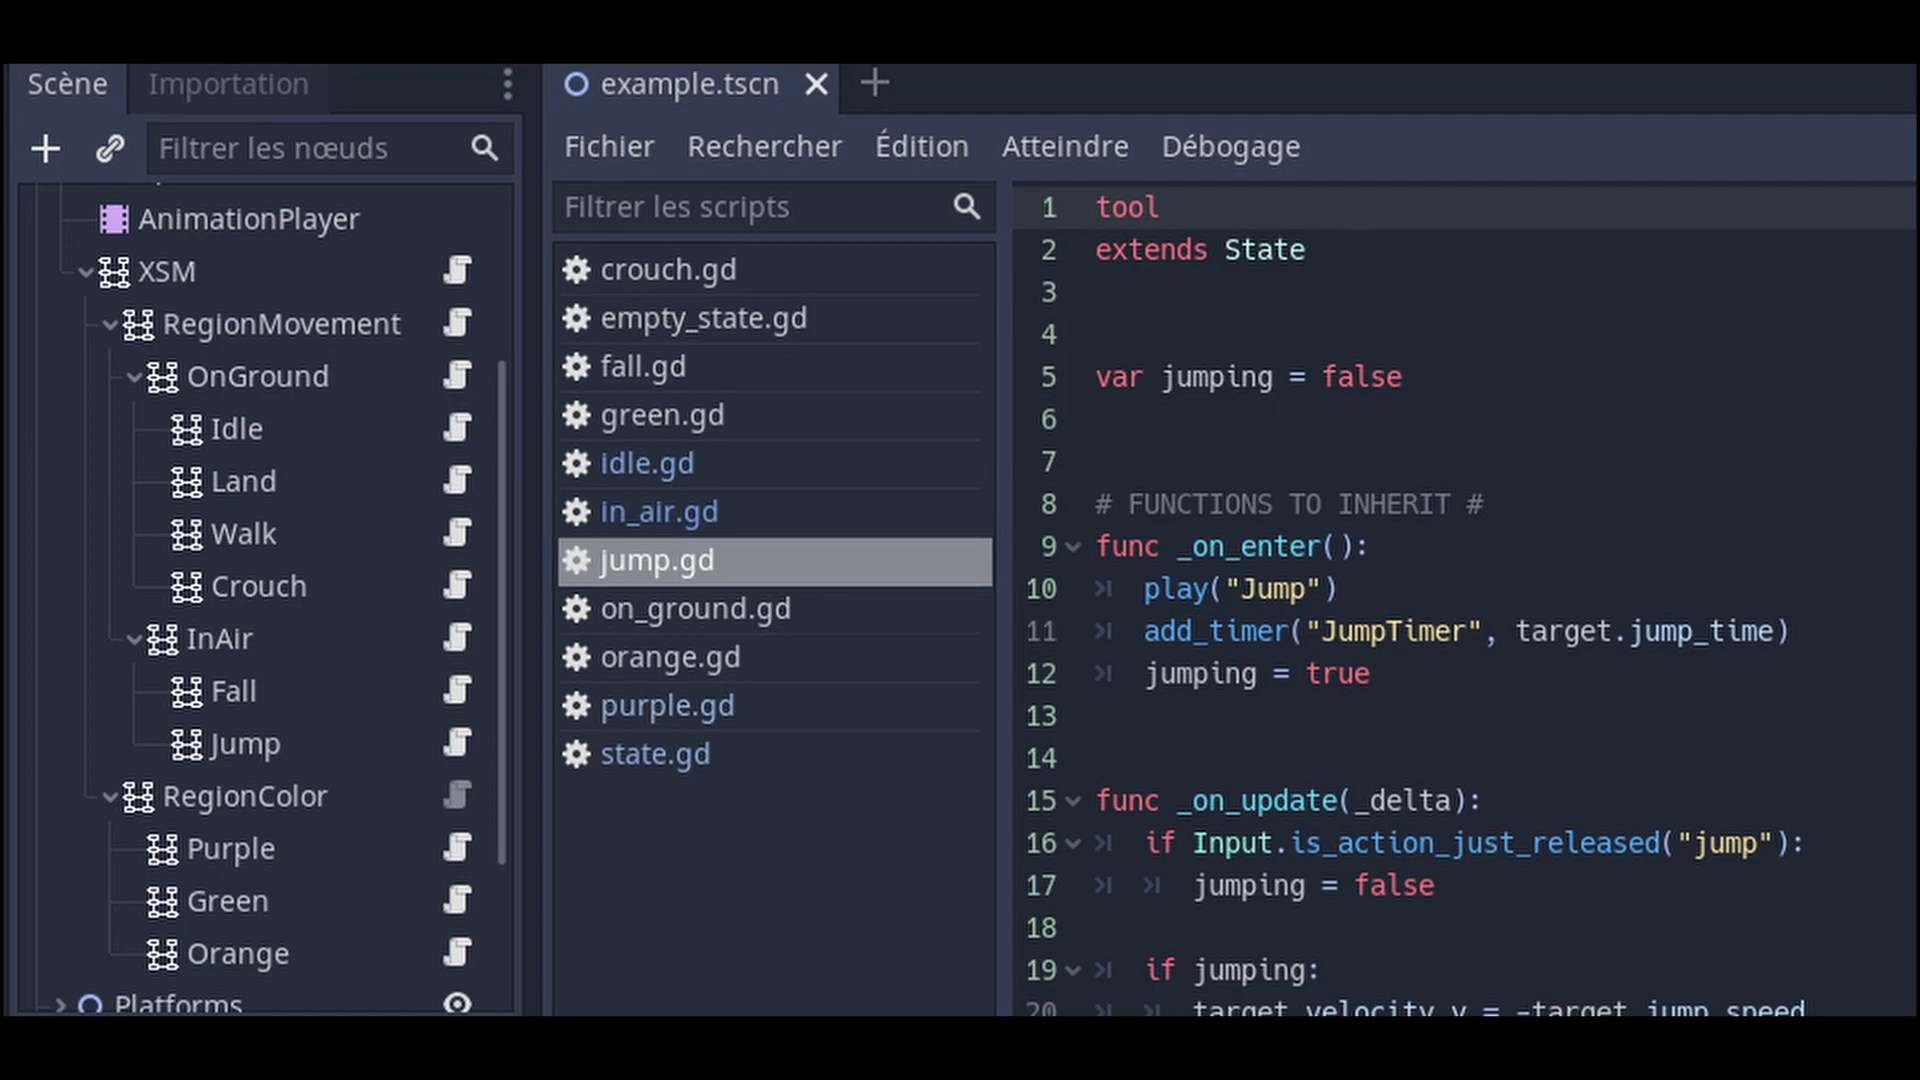 Scène Importation
Filtrer les nœuds
AnimationPlayer
XSM
RegionMovement
OnGround
Idle
Land
Walk
Crouch
InAir
Fall
Jump
RegionColor
Purple
Green
Orange
Platforms
example.tscn
Fichier Rechercher Édition Atteindre Débogage
Filtrer les scripts
crouch.gd
empty_state.gd
fall.gd
green.gd
idle.gd
in_air.gd
jump.gd
on_ground.gd
orange.gd
purple.gd
state.gd
1 tool
2 extends State
3
4
5 var jumping = false
6
7
8 # FUNCTIONS TO INHERIT #
9 func _on_enter():
10 play("Jump")
11 add_timer("JumpTimer", target.jump_time)
12 jumping = true
13
14
15 func _on_update(_delta):
16 if Input.is_action_just_released("jump"):
17 jumping = false
18
19 if jumping:
20 target.velocity.y = -target.jump_speed